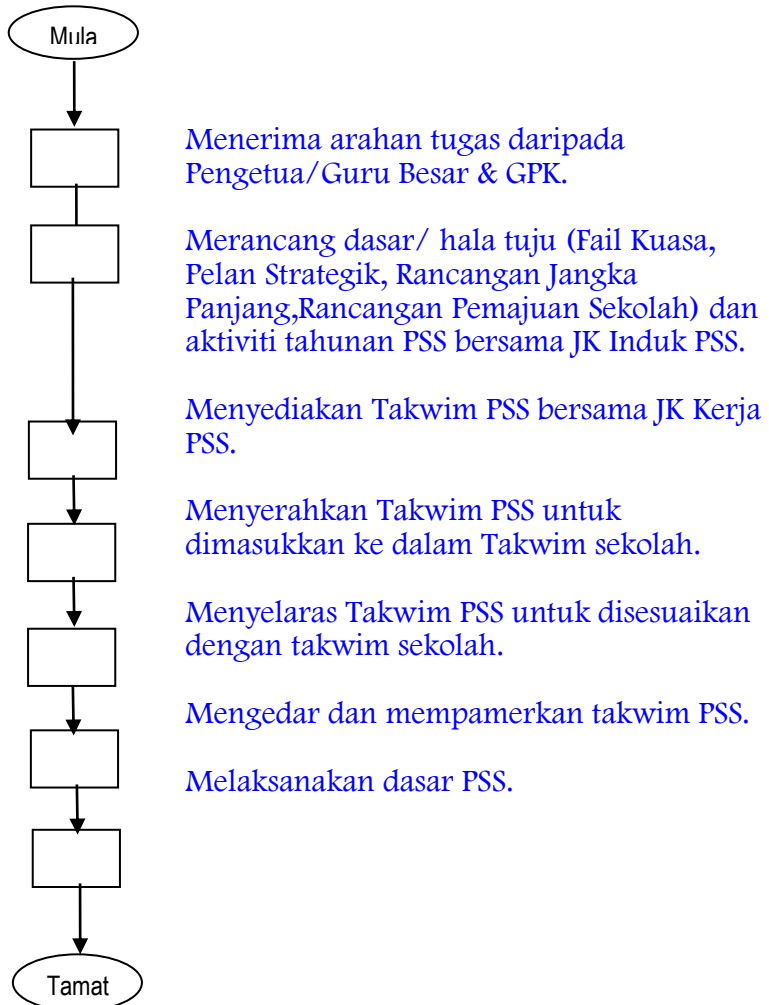 Mula
Menerima arahan tugas daripada
Pengetua/Guru Besar & GPK.
Merancang dasar/ hala tuju (Fail Kuasa,
Pelan Strategik, Rancangan Jangka
Panjang,Rancangan Pemajuan Sekolah) dan
aktiviti tahunan PSS bersama JK Induk PSS.
Menyediakan Takwim PSS bersama JK Kerja
PSS.
Menyerahkan Takwim PSS untuk
dimasukkan ke dalam Takwim sekolah.
Menyelaras Takwim PSS untuk disesuaikan
dengan takwim sekolah.
Mengedar dan mempamerkan takwim PSS.
Melaksanakan dasar PSS.
Tamat